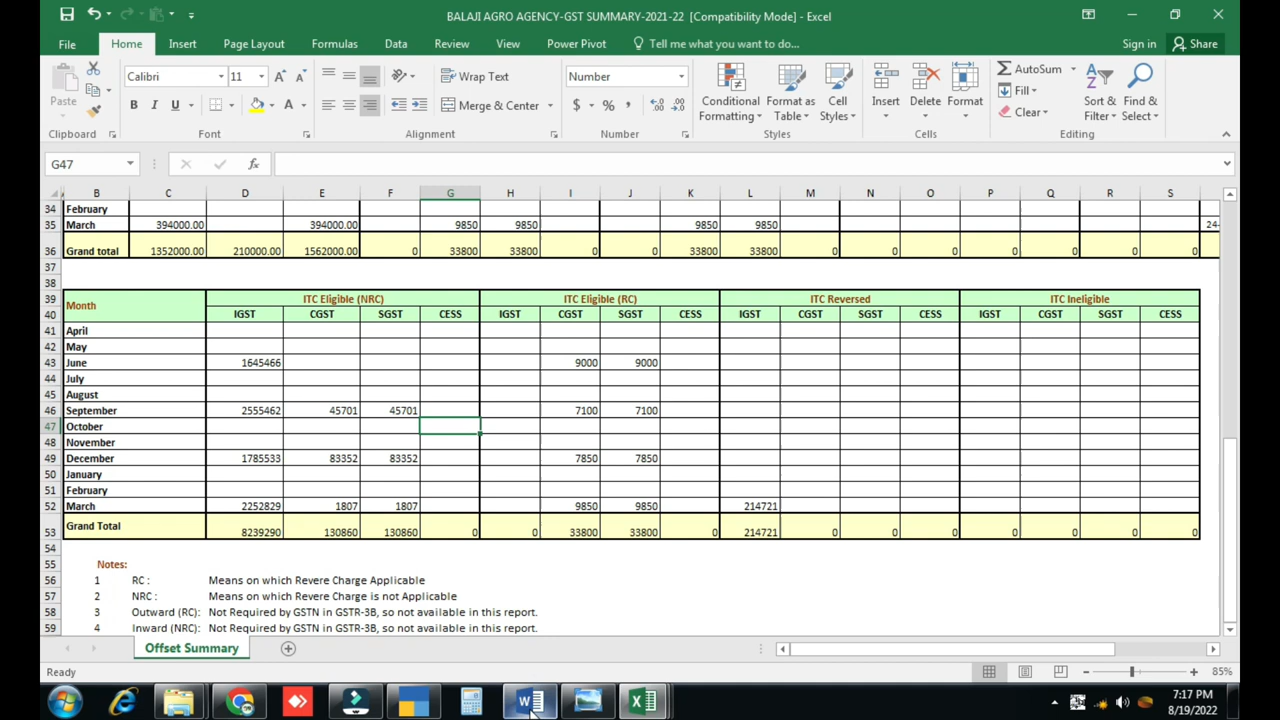 BALAJI AGRO AGENCY-GST SUMMARY-2021-22 [Compatibility Mode] - Excel
File Home Insert Page Layout Formulas Data Review View Power Pivot Tell me what you want to do... Sign in Share
Calibri 11 Wrap Text Number AutoSum
Paste Merge & Center $ % Conditional Formatting Format as Table Cell Styles Insert Delete Format Fill Clear Sort & Filter Find & Select
Clipboard Font Alignment Number Styles Cells Editing
G47 fx
B C D E F G H I J K L M N O P Q R S
34 February
35 March 394000.00 394000.00 9850 9850 9850 9850
36 Grand total 1352000.00 210000.00 1562000.00 0 33800 33800 0 0 33800 33800 0 0 0 0 0 0 0
37
38
39 Month ITC Eligible (NRC) ITC Eligible (RC) ITC Reversed ITC Ineligible
40 IGST CGST SGST CESS IGST CGST SGST CESS IGST CGST SGST CESS IGST CGST SGST CESS
41 April
42 May
43 June 1645466 9000 9000
44 July
45 August
46 September 2555462 45701 45701 7100 7100
47 October
48 November
49 December 1785533 83352 83352 7850 7850
50 January
51 February
52 March 2252829 1807 1807 9850 9850 214721
53 Grand Total 8239290 130860 130860 0 0 33800 33800 0 214721 0 0 0 0 0 0 0
54
55 Notes:
56 1 RC : Means on which Revere Charge Applicable
57 2 NRC : Means on which Revere Charge is not Applicable
58 3 Outward (RC): Not Required by GSTN in GSTR-3B, so not available in this report.
59 4 Inward (NRC): Not Required by GSTN in GSTR-3B, so not available in this report.
Offset Summary
Ready 85%
7:17 PM
8/19/2022